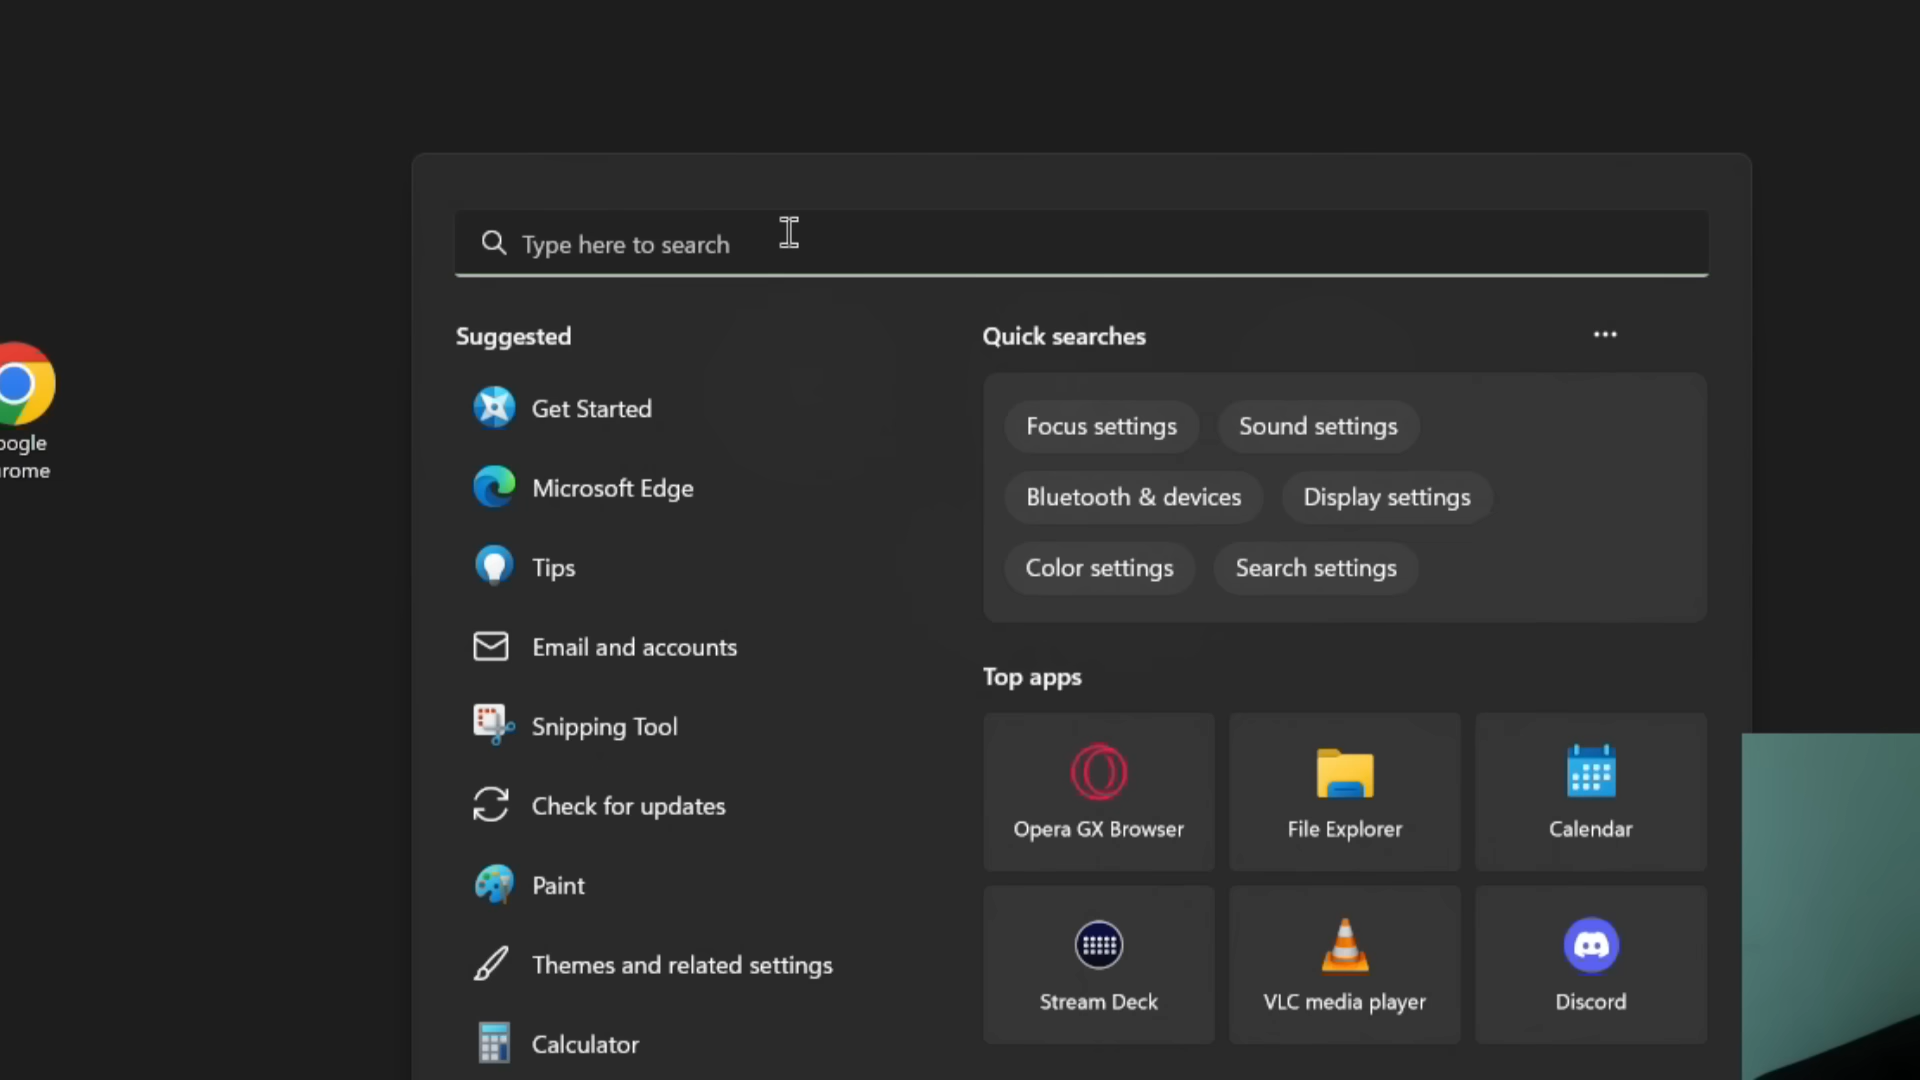 Type here to search
Suggested
Quick searches
Get Started
Focus settings
Sound settings
Microsoft Edge
Bluetooth & devices
Display settings
Tips
Color settings
Search settings
Email and accounts
Top apps
Snipping Tool
Check for updates
Opera GX Browser
File Explorer
Calendar
Paint
Themes and related settings
Stream Deck
VLC media player
Discord
Calculator
oogle
rome